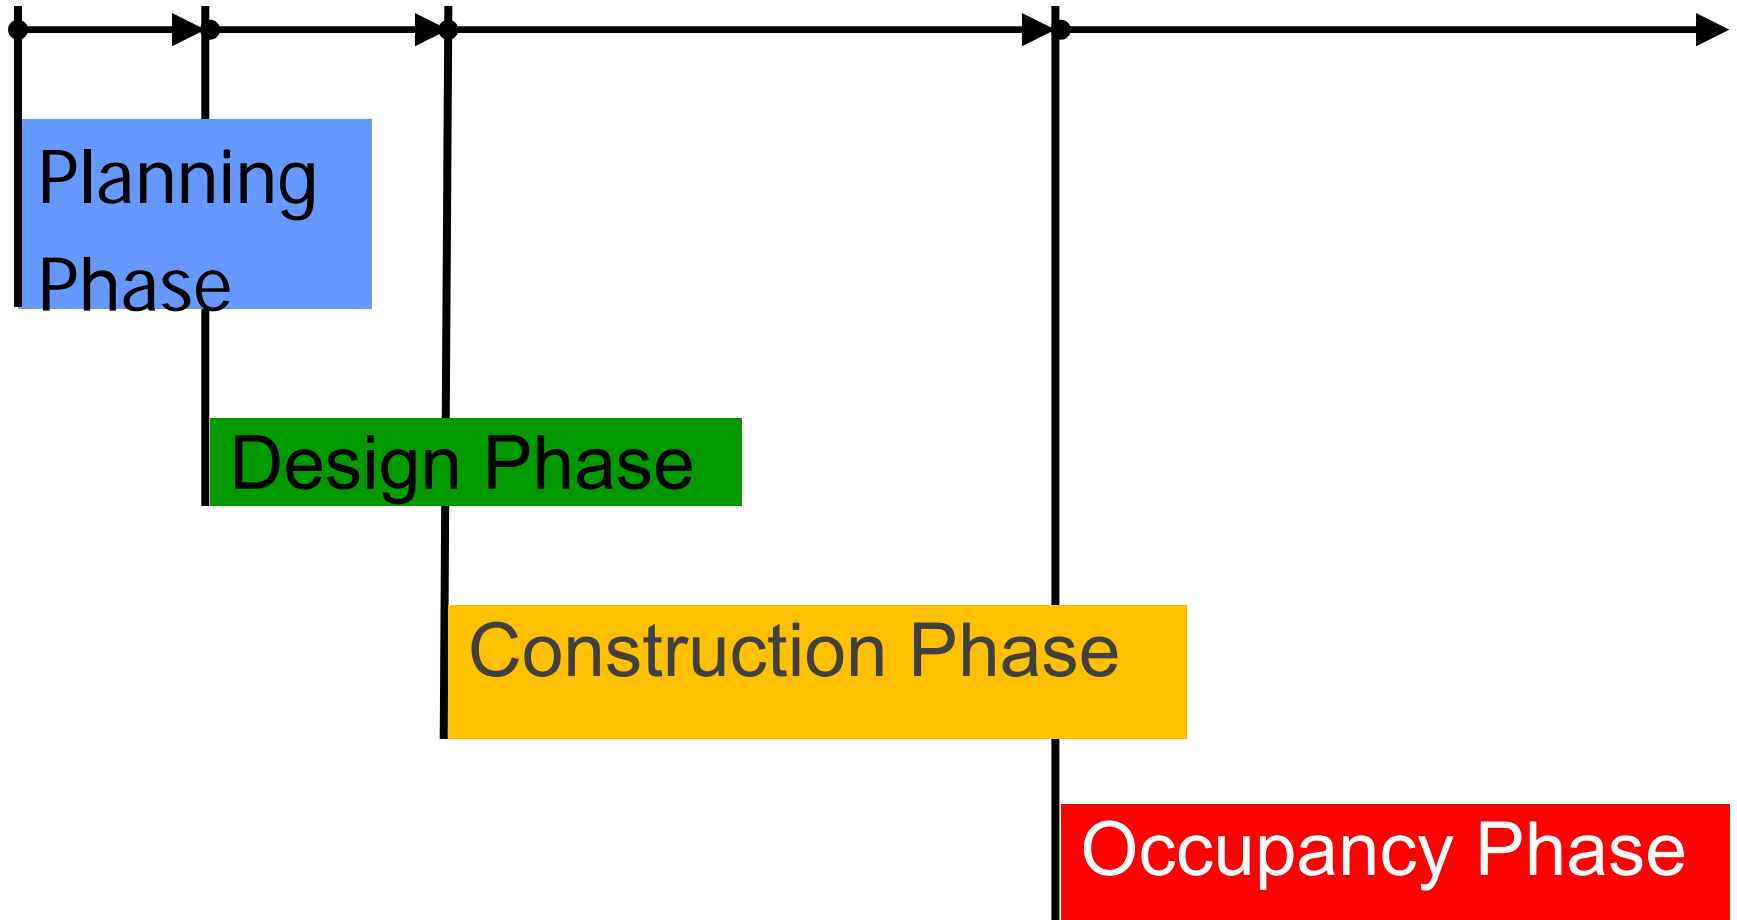 Planning
Phase
Design Phase
Construction Phase
Occupancy Phase